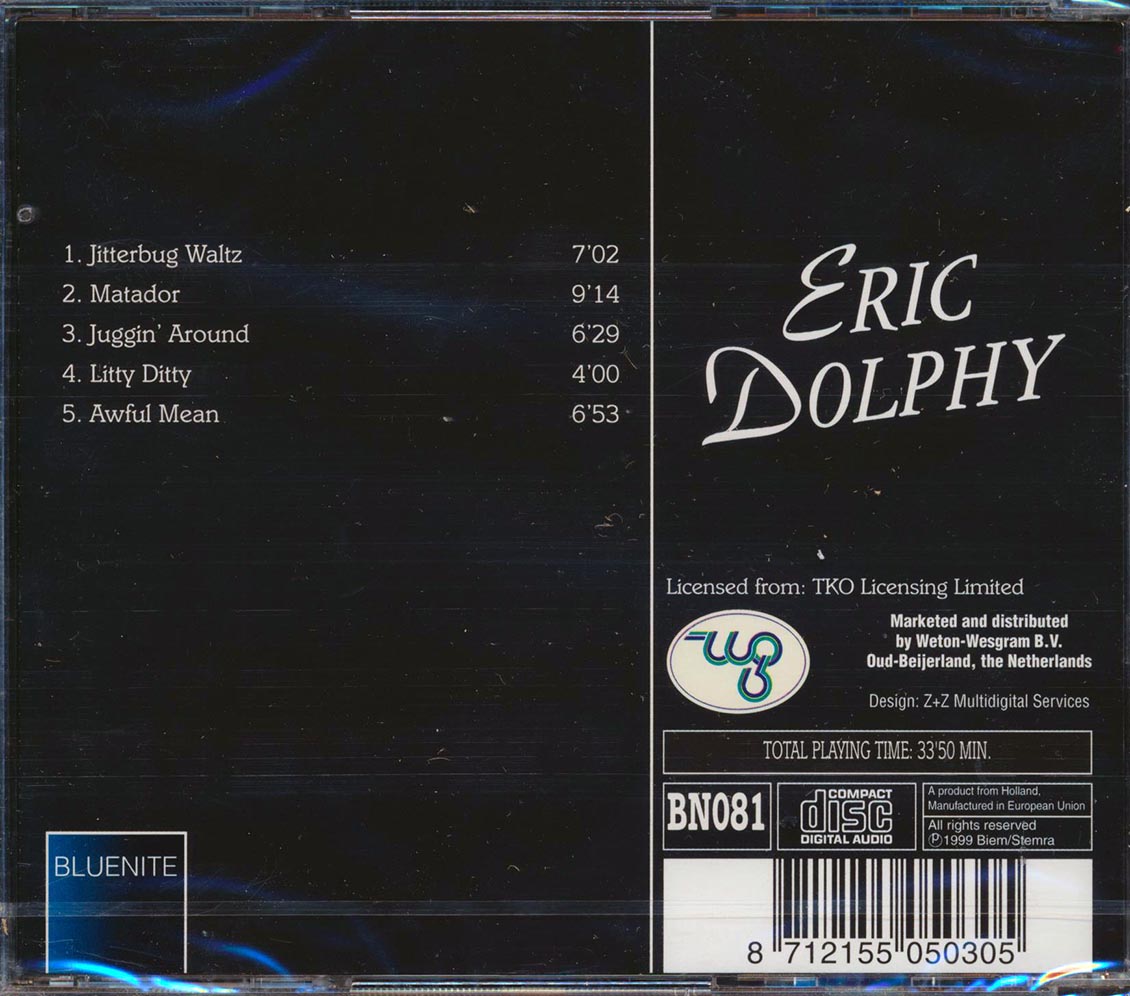 1. Jitterbug Waltz 7'02
2. Matador 9'14
3. Juggin' Around 6'29
4. Litty Ditty 4'00
5. Awful Mean 6'53
BLUENITE
ERIC
DOLPHY
Licensed from: TKO Licensing Limited
Marketed and distributed
by Weton-Wesgram B.V.
Oud-Beijerland, the Netherlands
Design: Z+Z Multidigital Services
TOTAL PLAYING TIME: 33'50 MIN.
BN081
COMPACT
disc
DIGITAL AUDIO
A product from Holland,
Manufactured in European Union
All rights reserved
Ⓟ1999 Biem/Stemra
8 712155 050305